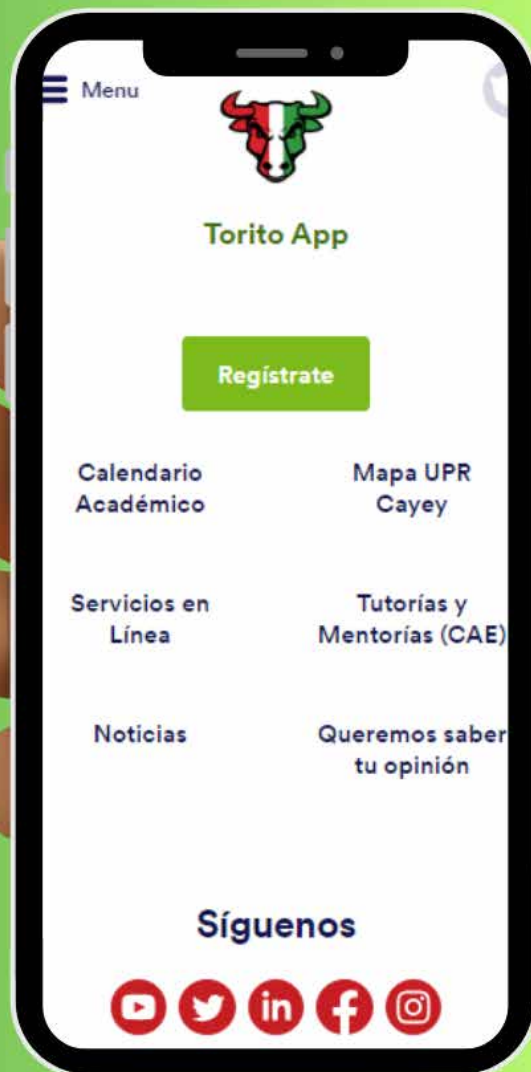 Menu
Torito App
Regístrate
Calendario
Académico
Mapa UPR
Cayey
Servicios en
Línea
Tutorías y
Mentorías (CAE)
Noticias
Queremos saber
tu opinión
Síguenos
in